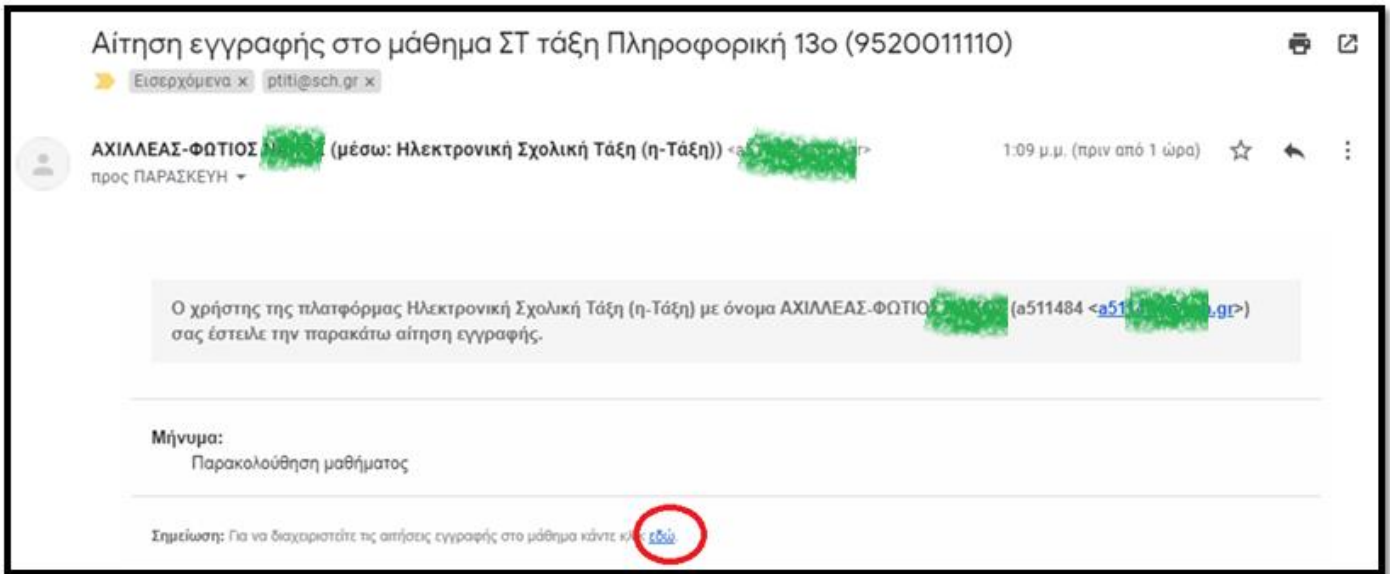 Αίτηση εγγραφής στο μάθημα ΣΤ τάξη Πληροφορική 13ο (9520011110)
Εισερχόμενα x ptiti@sch.gr x
ΑΧΙΛΛΕΑΣ-ΦΩΤΙΟΣ (μέσω: Ηλεκτρονική Σχολική Τάξη (η-Τάξη)) 1:09 μ.μ. (πριν από 1 ώρα)
προς ΠΑΡΑΣΚΕΥΗ
Ο χρήστης της πλατφόρμας Ηλεκτρονική Σχολική Τάξη (η-Τάξη) με όνομα ΑΧΙΛΛΕΑΣ-ΦΩΤΙΟΣ (a511484 <a51 .gr>)
σας έστειλε την παρακάτω αίτηση εγγραφής.
Μήνυμα:
Παρακολούθηση μαθήματος
Σημείωση: Για να διαχειριστείτε τις αιτήσεις εγγραφής στο μάθημα κάντε κλικ εδώ.